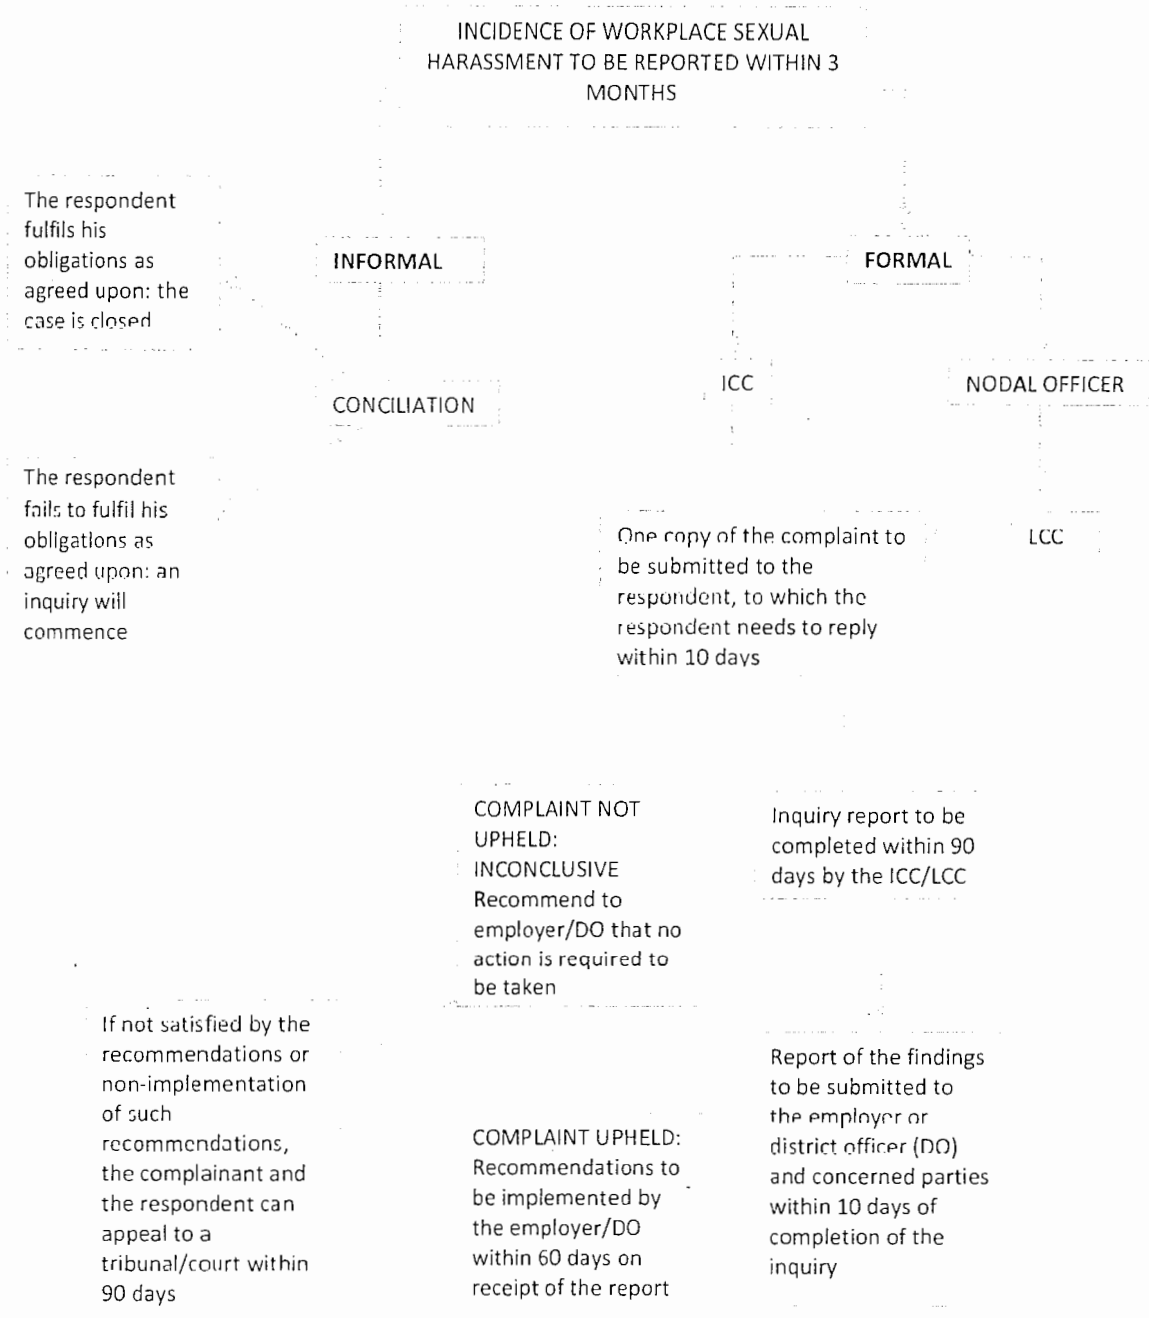 INCIDENCE OF WORKPLACE SEXUAL
HARASSMENT TO BE REPORTED WITHIN 3
MONTHS
The respondent
fulfils his
obligations as
agreed upon: the
case is closed
INFORMAL
FORMAL
CONCILIATION
ICC
NODAL OFFICER
The respondent
fails to fulfil his
obligations as
agreed upon: an
inquiry will
commence
One copy of the complaint to
be submitted to the
respondent, to which the
respondent needs to reply
within 10 days
LCC
COMPLAINT NOT
UPHELD:
INCONCLUSIVE
Recommend to
employer/DO that no
action is required to
be taken
Inquiry report to be
completed within 90
days by the ICC/LCC
If not satisfied by the
recommendations or
non-implementation
of such
recommendations,
the complainant and
the respondent can
appeal to a
tribunal/court within
90 days
COMPLAINT UPHELD:
Recommendations to
be implemented by
the employer/DO
within 60 days on
receipt of the report
Report of the findings
to be submitted to
the employer or
district officer (DO)
and concerned parties
within 10 days of
completion of the
inquiry